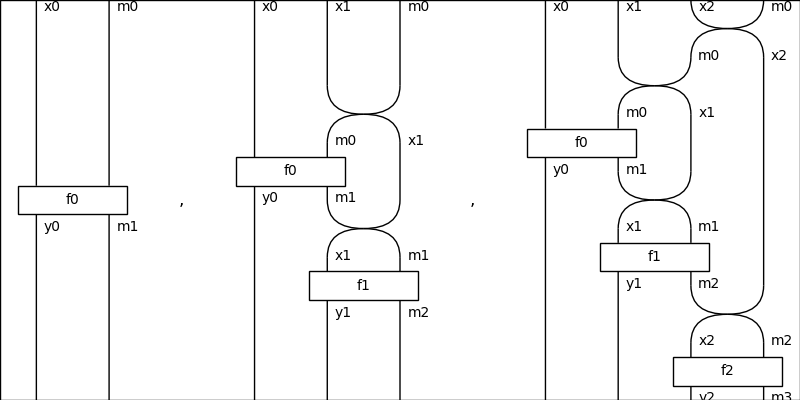 x0 m0
f0
y0 m1
,
x0 x1 m0
m0 x1
f0
y0 m1
x1 m1
f1
y1 m2
,
x0 x1 x2 m0
m0 x2
m0 x1
f0
y0 m1
x1 m1
f1
y1 m2
x2 m2
f2
y2 m3